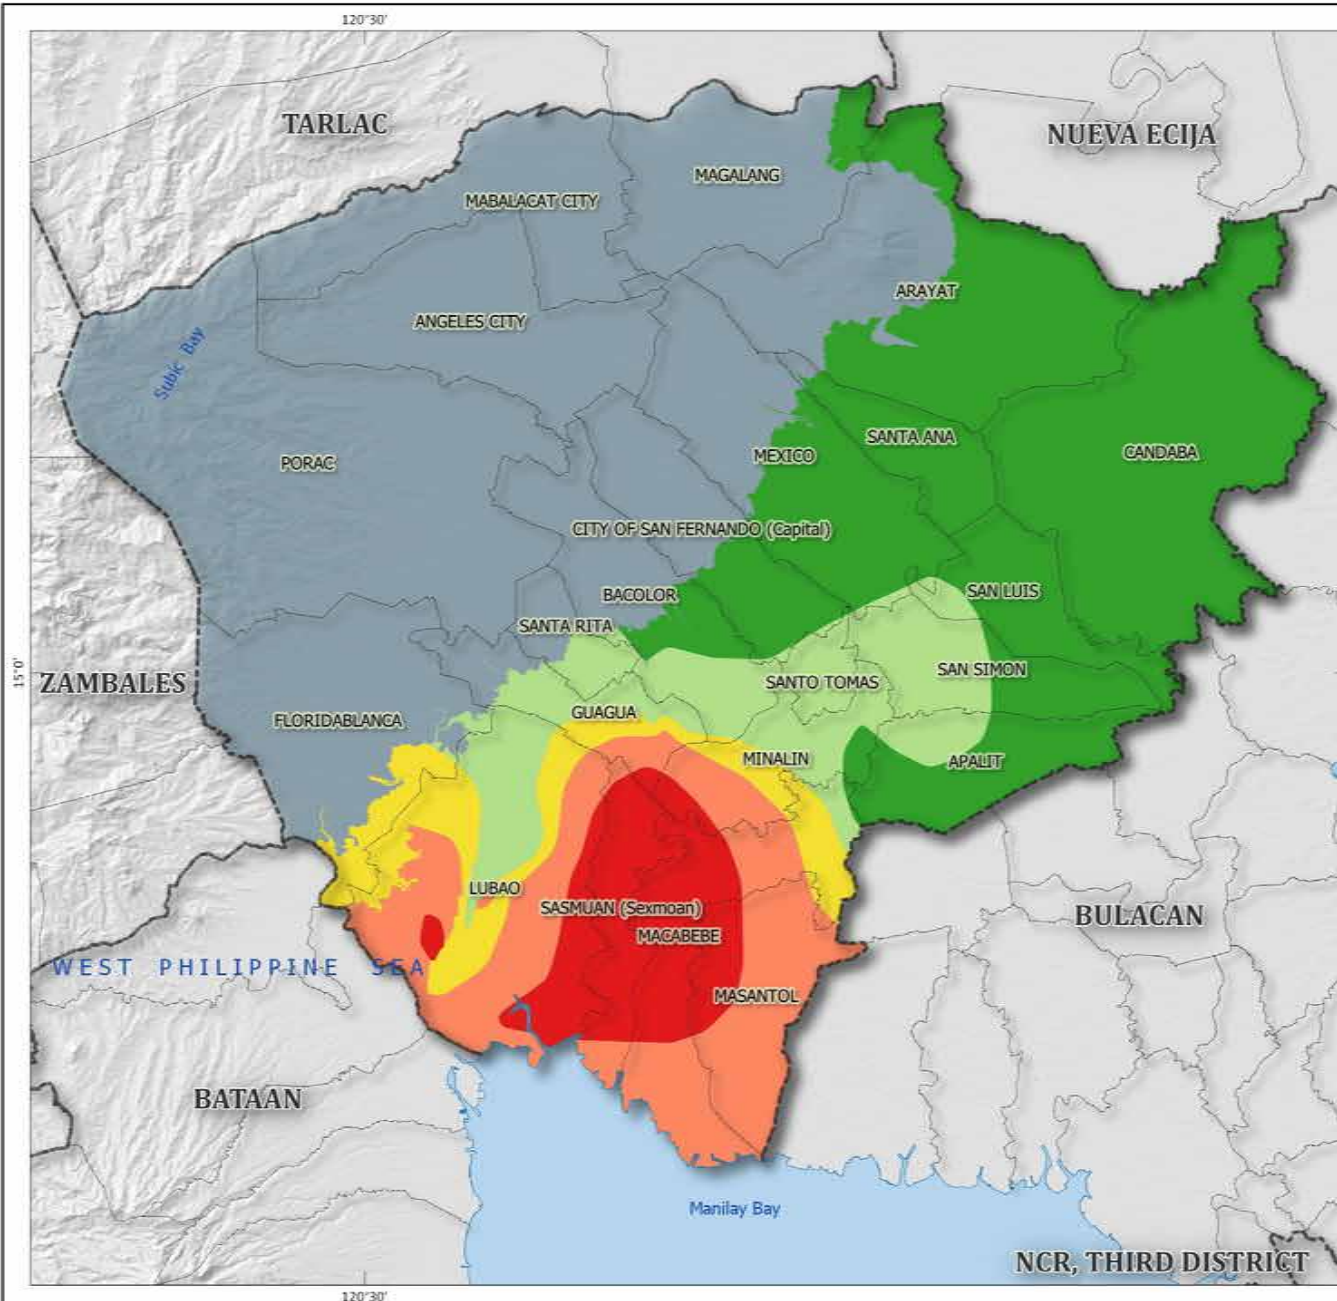 120°30'
TARLAC
NUEVA ECIJA
MAGALANG
MABALACAT CITY
ARAYAT
ANGELES CITY
Subic Bay
SANTA ANA
CANDABA
MEXICO
PORAC
CITY OF SAN FERNANDO (Capital)
SAN LUIS
BACOLOR
SANTA RITA
15°0'
ZAMBALES
SAN SIMON
SANTO TOMAS
GUAGUA
FLORIDABLANCA
MINALIN
APALIT
LUBAO
SASMUAN (Sexmoan)
BULACAN
MACABEBE
WEST PHILIPPINE SEA
MASANTOL
BATAAN
Manilay Bay
NCR, THIRD DISTRICT
120°30'